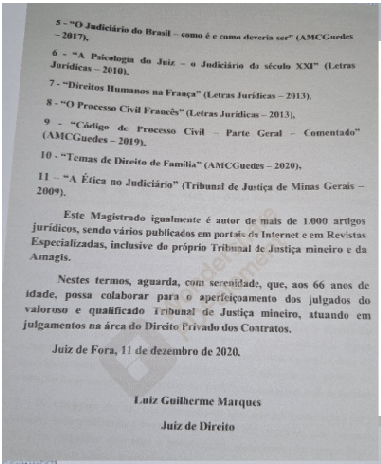 5 - "O Judiciário do Brasil – como é e como deveria ser" (AMCGuedes
– 2017),
6 – "A Psicologia do Juiz – o Judiciário do século XXI" (Letras
Jurídicas – 2010),
7 - "Direitos Humanos na França" (Letras Jurídicas – 2013),
8 - "O Processo Civil Francês" (Letras Jurídicas – 2013),
9 – "Código de Processo Civil – Parte Geral – Comentado"
(AMCGuedes – 2019),
10 - "Temas de Direito de Família" (AMCGuedes – 2020),
11 – "A Ética no Judiciário" (Tribunal de Justiça de Minas Gerais –
2009).
Este Magistrado igualmente é autor de mais de 1.000 artigos
jurídicos, sendo vários publicados em portais da Internet e em Revistas
Especializadas, inclusive do próprio Tribunal de Justiça mineiro e da
Amagis.
Nestes termos, aguarda, com serenidade, que, aos 66 anos de
idade, possa colaborar para o aperfeiçoamento dos julgados do
valoroso e qualificado Tribunal de Justiça mineiro, atuando em
julgamentos na área do Direito Privado dos Contratos.
Juiz de Fora, 11 de dezembro de 2020.
Luiz Guilherme Marques
Juiz de Direito